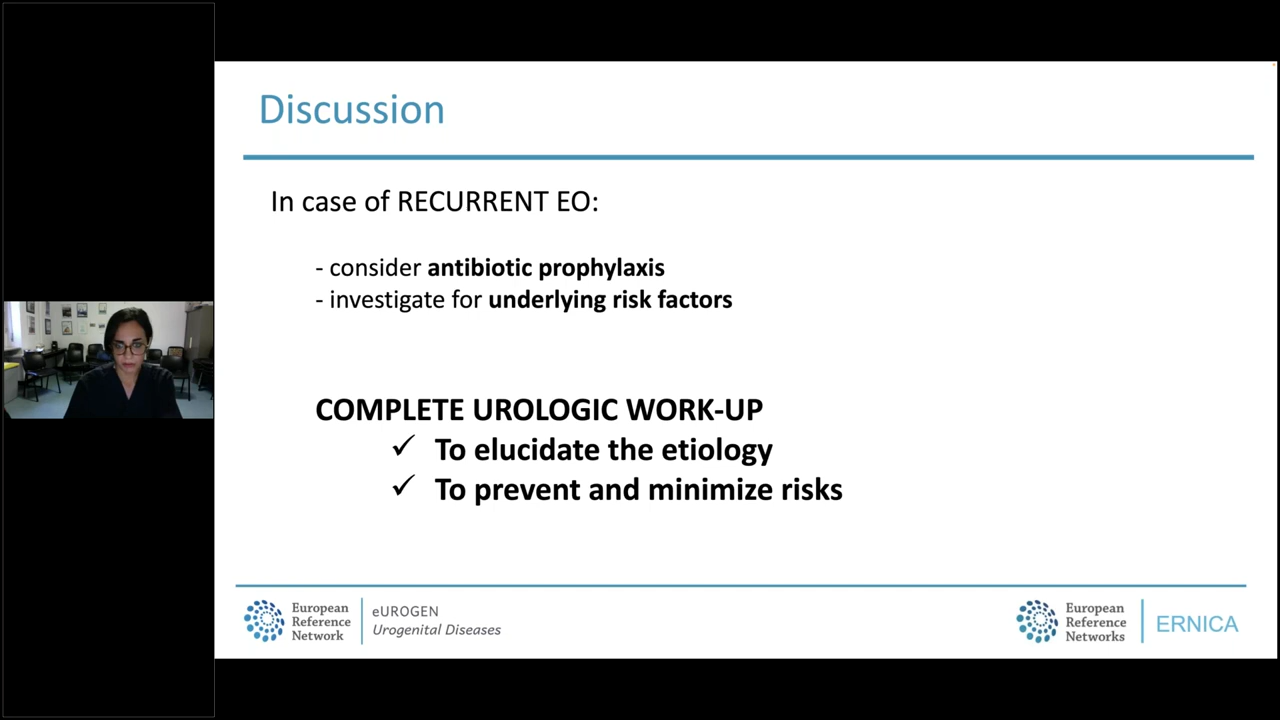 Discussion
In case of RECURRENT EO:
- consider antibiotic prophylaxis
- investigate for underlying risk factors
COMPLETE UROLOGIC WORK-UP
✓ To elucidate the etiology
✓ To prevent and minimize risks
European
Reference
Network
eUROGEN
Urogenital Diseases
European
Reference
Networks
ERNICA